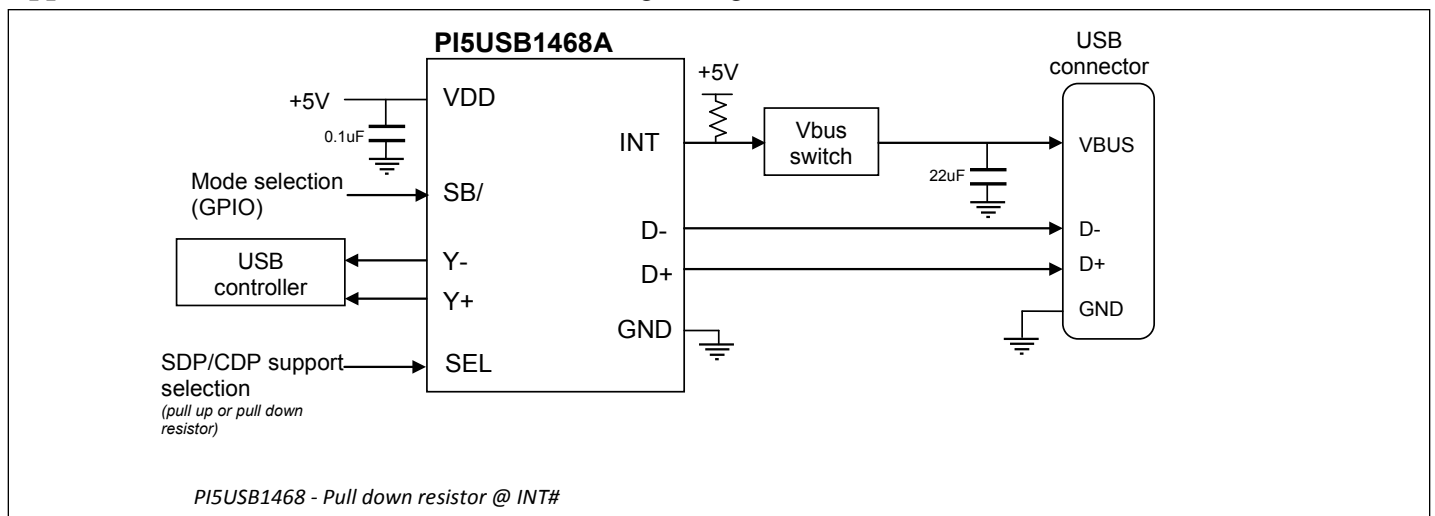 PI5USB1468A
USB
connector
+5V
+5V
VDD
0.1uF
INT
Vbus
switch
VBUS
22uF
Mode selection
(GPIO)
SB/
D-
D-
USB
controller
Y-
D+
D+
Y+
GND
GND
SDP/CDP support
selection
(pull up or pull down
resistor)
SEL
PI5USB1468 - Pull down resistor @ INT#